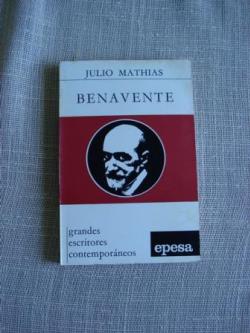 JULIO MATHIAS
BENAVENTE
grandes
escritores
contemporáneos
epesa